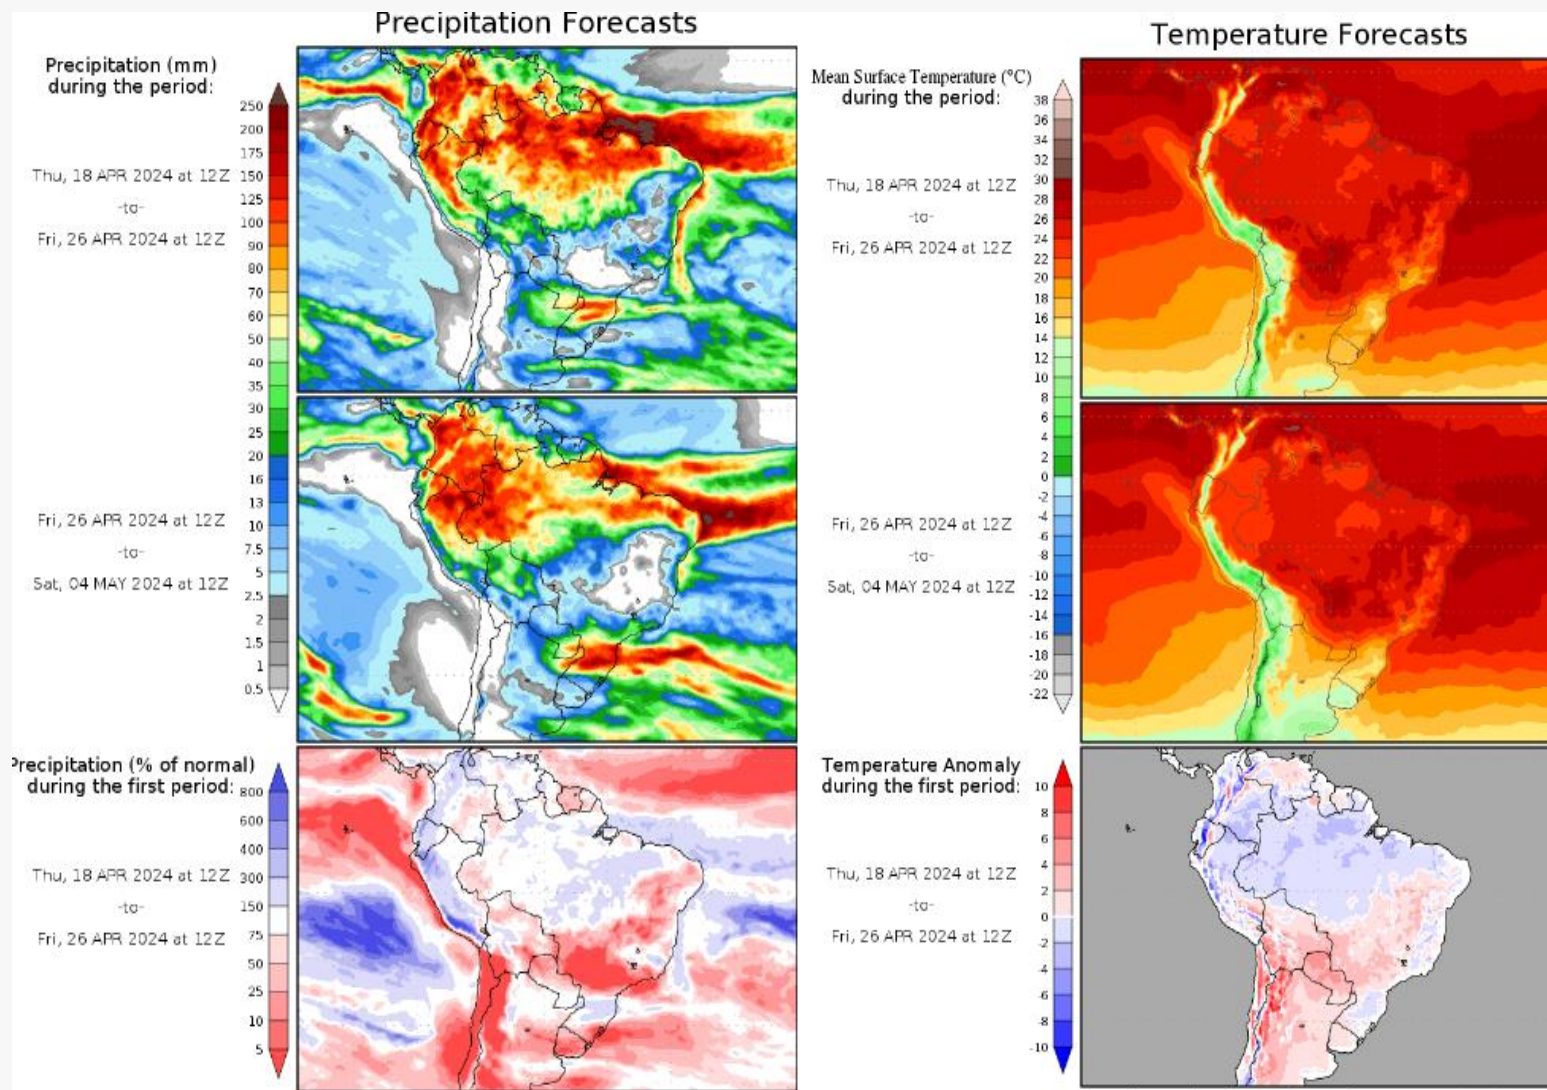 Precipitation Forecasts
Precipitation (mm)
during the period:
250
200
175
150
125
100
90
80
70
60
50
40
35
30
25
20
16
13
10
7.5
5
2.5
2
1.5
1
0.5
Thu, 18 APR 2024 at 12Z
-to-
Fri, 26 APR 2024 at 12Z
Fri, 26 APR 2024 at 12Z
-to-
Sat, 04 MAY 2024 at 12Z
Precipitation (% of normal)
during the first period:
800
600
400
300
150
75
50
25
10
5
Thu, 18 APR 2024 at 12Z
-to-
Fri, 26 APR 2024 at 12Z
Temperature Forecasts
Mean Surface Temperature (°C)
during the period:
38
36
34
32
30
28
26
24
22
20
18
16
14
12
10
8
6
4
2
0
-2
-4
-6
-8
-10
-12
-14
-16
-18
-20
-22
Thu, 18 APR 2024 at 12Z
-to-
Fri, 26 APR 2024 at 12Z
Fri, 26 APR 2024 at 12Z
-to-
Sat, 04 MAY 2024 at 12Z
Temperature Anomaly
during the first period:
10
8
6
4
2
0
-2
-4
-6
-8
-10
Thu, 18 APR 2024 at 12Z
-to-
Fri, 26 APR 2024 at 12Z